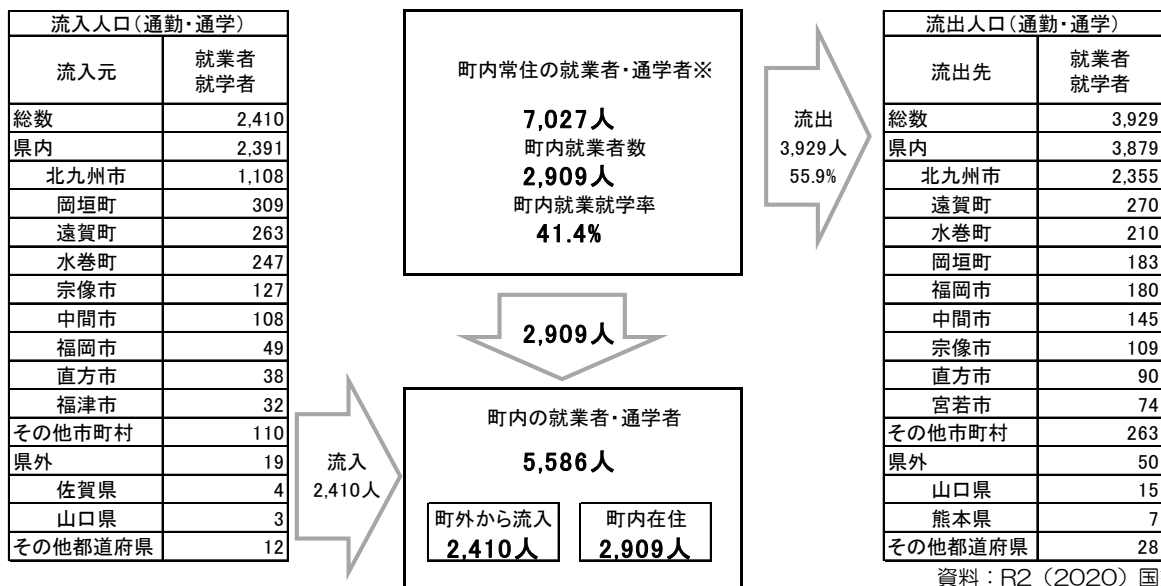 流入人口(通勤・通学)
流入元 就業者 就学者
総数 2,410
県内 2,391
北九州市 1,108
岡垣町 309
遠賀町 263
水巻町 247
宗像市 127
中間市 108
福岡市 49
直方市 38
福津市 32
その他市町村 110
県外 19
佐賀県 4
山口県 3
その他都道府県 12
町内常住の就業者・通学者※
7,027人
町内就業者数
2,909人
町内就業就学率
41.4%
流出
3,929人
55.9%
2,909人
流入
2,410人
町内の就業者・通学者
5,586人
町外から流入
2,410人
町内在住
2,909人
流出人口(通勤・通学)
流出先 就業者 就学者
総数 3,929
県内 3,879
北九州市 2,355
遠賀町 270
水巻町 210
岡垣町 183
福岡市 180
中間市 145
宗像市 109
直方市 90
宮若市 74
その他市町村 263
県外 50
山口県 15
熊本県 7
その他都道府県 28
資料:R2(2020)国